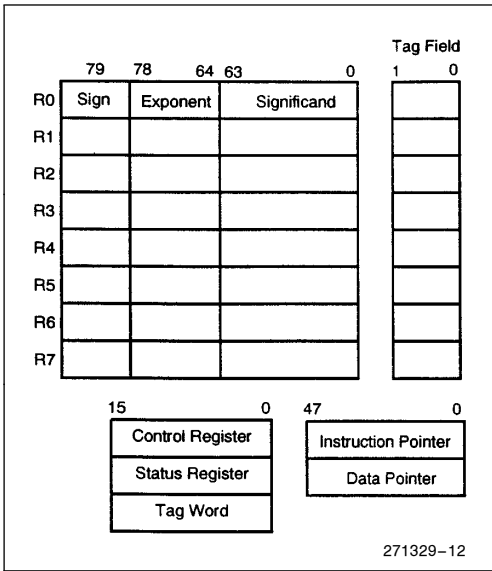 Tag Field
79 78 64 63 0 1 0
R0 Sign Exponent Significand
R1
R2
R3
R4
R5
R6
R7
15 0 47 0
Control Register Instruction Pointer
Status Register Data Pointer
Tag Word
271329–12